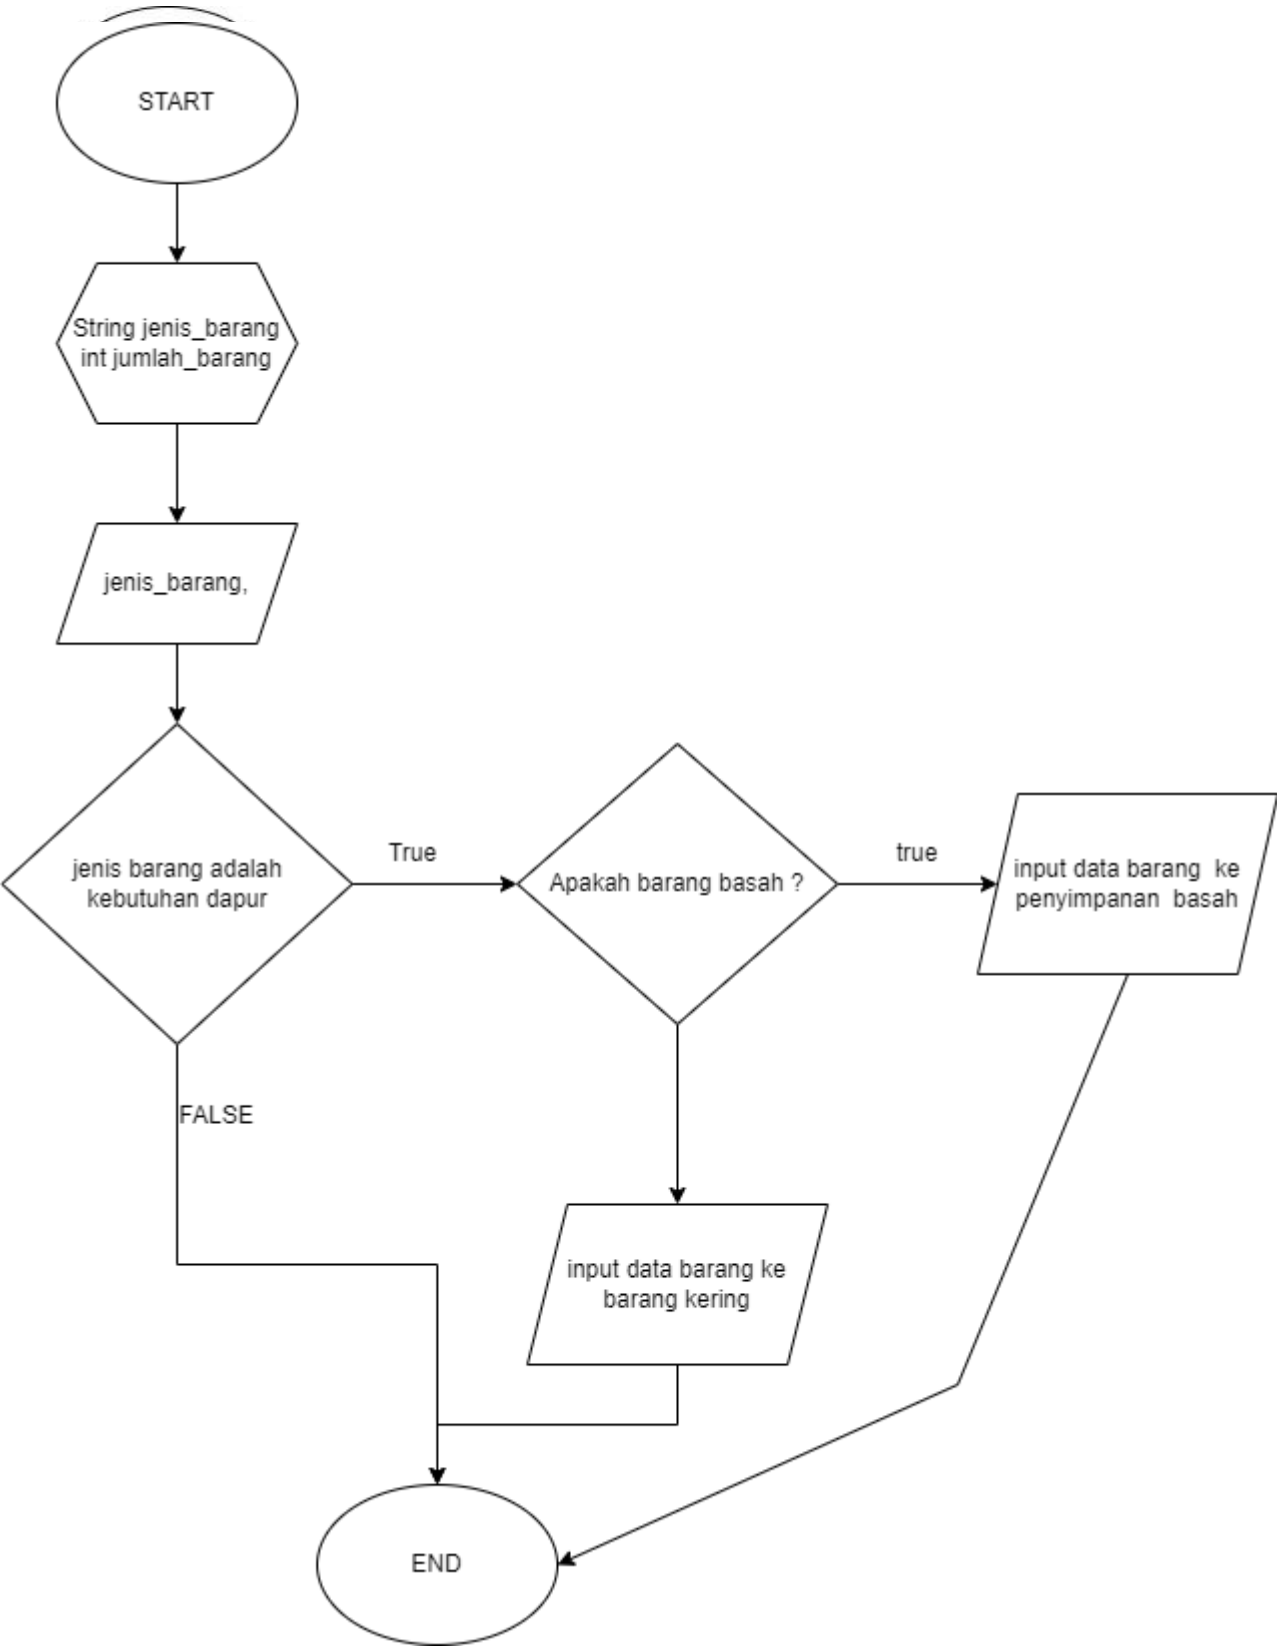 START
String jenis_barang
int jumlah_barang
jenis_barang,
jenis barang adalah
kebutuhan dapur
True
Apakah barang basah ?
true
input data barang  ke
penyimpanan  basah
FALSE
input data barang ke
barang kering
END